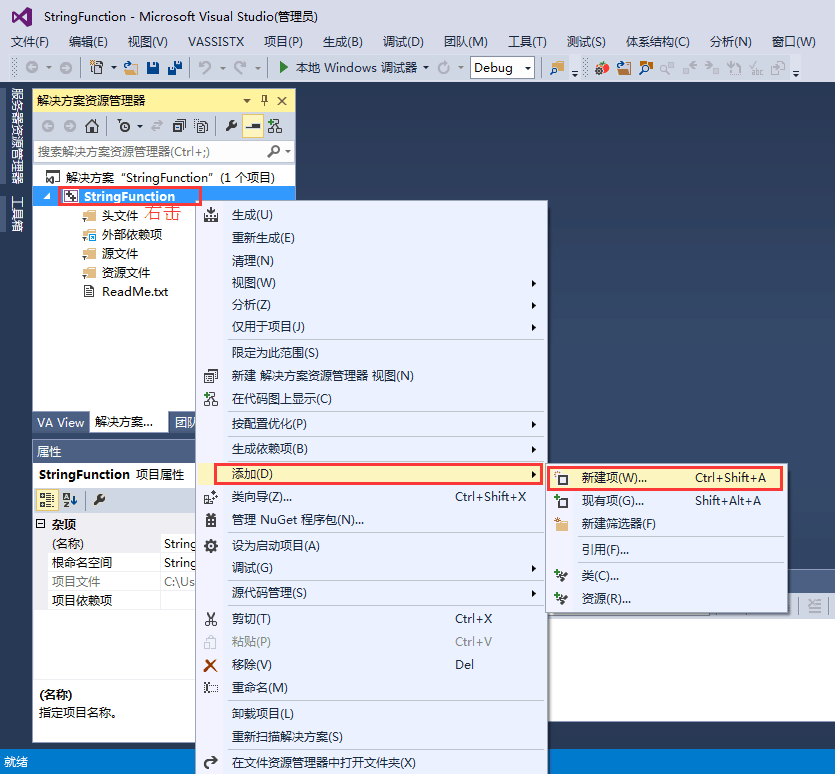 StringFunction - Microsoft Visual Studio(管理员)
文件(F) 编辑(E) 视图(V) VASSISTX 项目(P) 生成(B) 调试(D) 团队(M) 工具(T) 测试(S) 体系结构(C) 分析(N) 窗口(W)
本地 Windows 调试器 Debug
服务器资源管理器
工具箱
解决方案资源管理器
搜索解决方案资源管理器(Ctrl+;)
解决方案“StringFunction”(1 个项目)
StringFunction
头文件 右击
外部依赖项
源文件
资源文件
ReadMe.txt
VA View 解决方案... 团队
属性
StringFunction 项目属性
杂项
(名称) String
根命名空间 String
项目文件 C:\Us
项目依赖项
(名称)
指定项目名称。
就绪
生成(U)
重新生成(E)
清理(N)
视图(W)
分析(Z)
仅用于项目(J)
限定为此范围(S)
新建 解决方案资源管理器 视图(N)
在代码图上显示(C)
按配置优化(P)
生成依赖项(B)
添加(D)
类向导(Z)... Ctrl+Shift+X
管理 NuGet 程序包(N)...
设为启动项目(A)
调试(G)
源代码管理(S)
剪切(T) Ctrl+X
粘贴(P) Ctrl+V
移除(V) Del
重命名(M)
卸载项目(L)
重新扫描解决方案(S)
在文件资源管理器中打开文件夹(X)
新建项(W)... Ctrl+Shift+A
现有项(G)... Shift+Alt+A
新建筛选器(F)
引用(F)...
类(C)...
资源(R)...